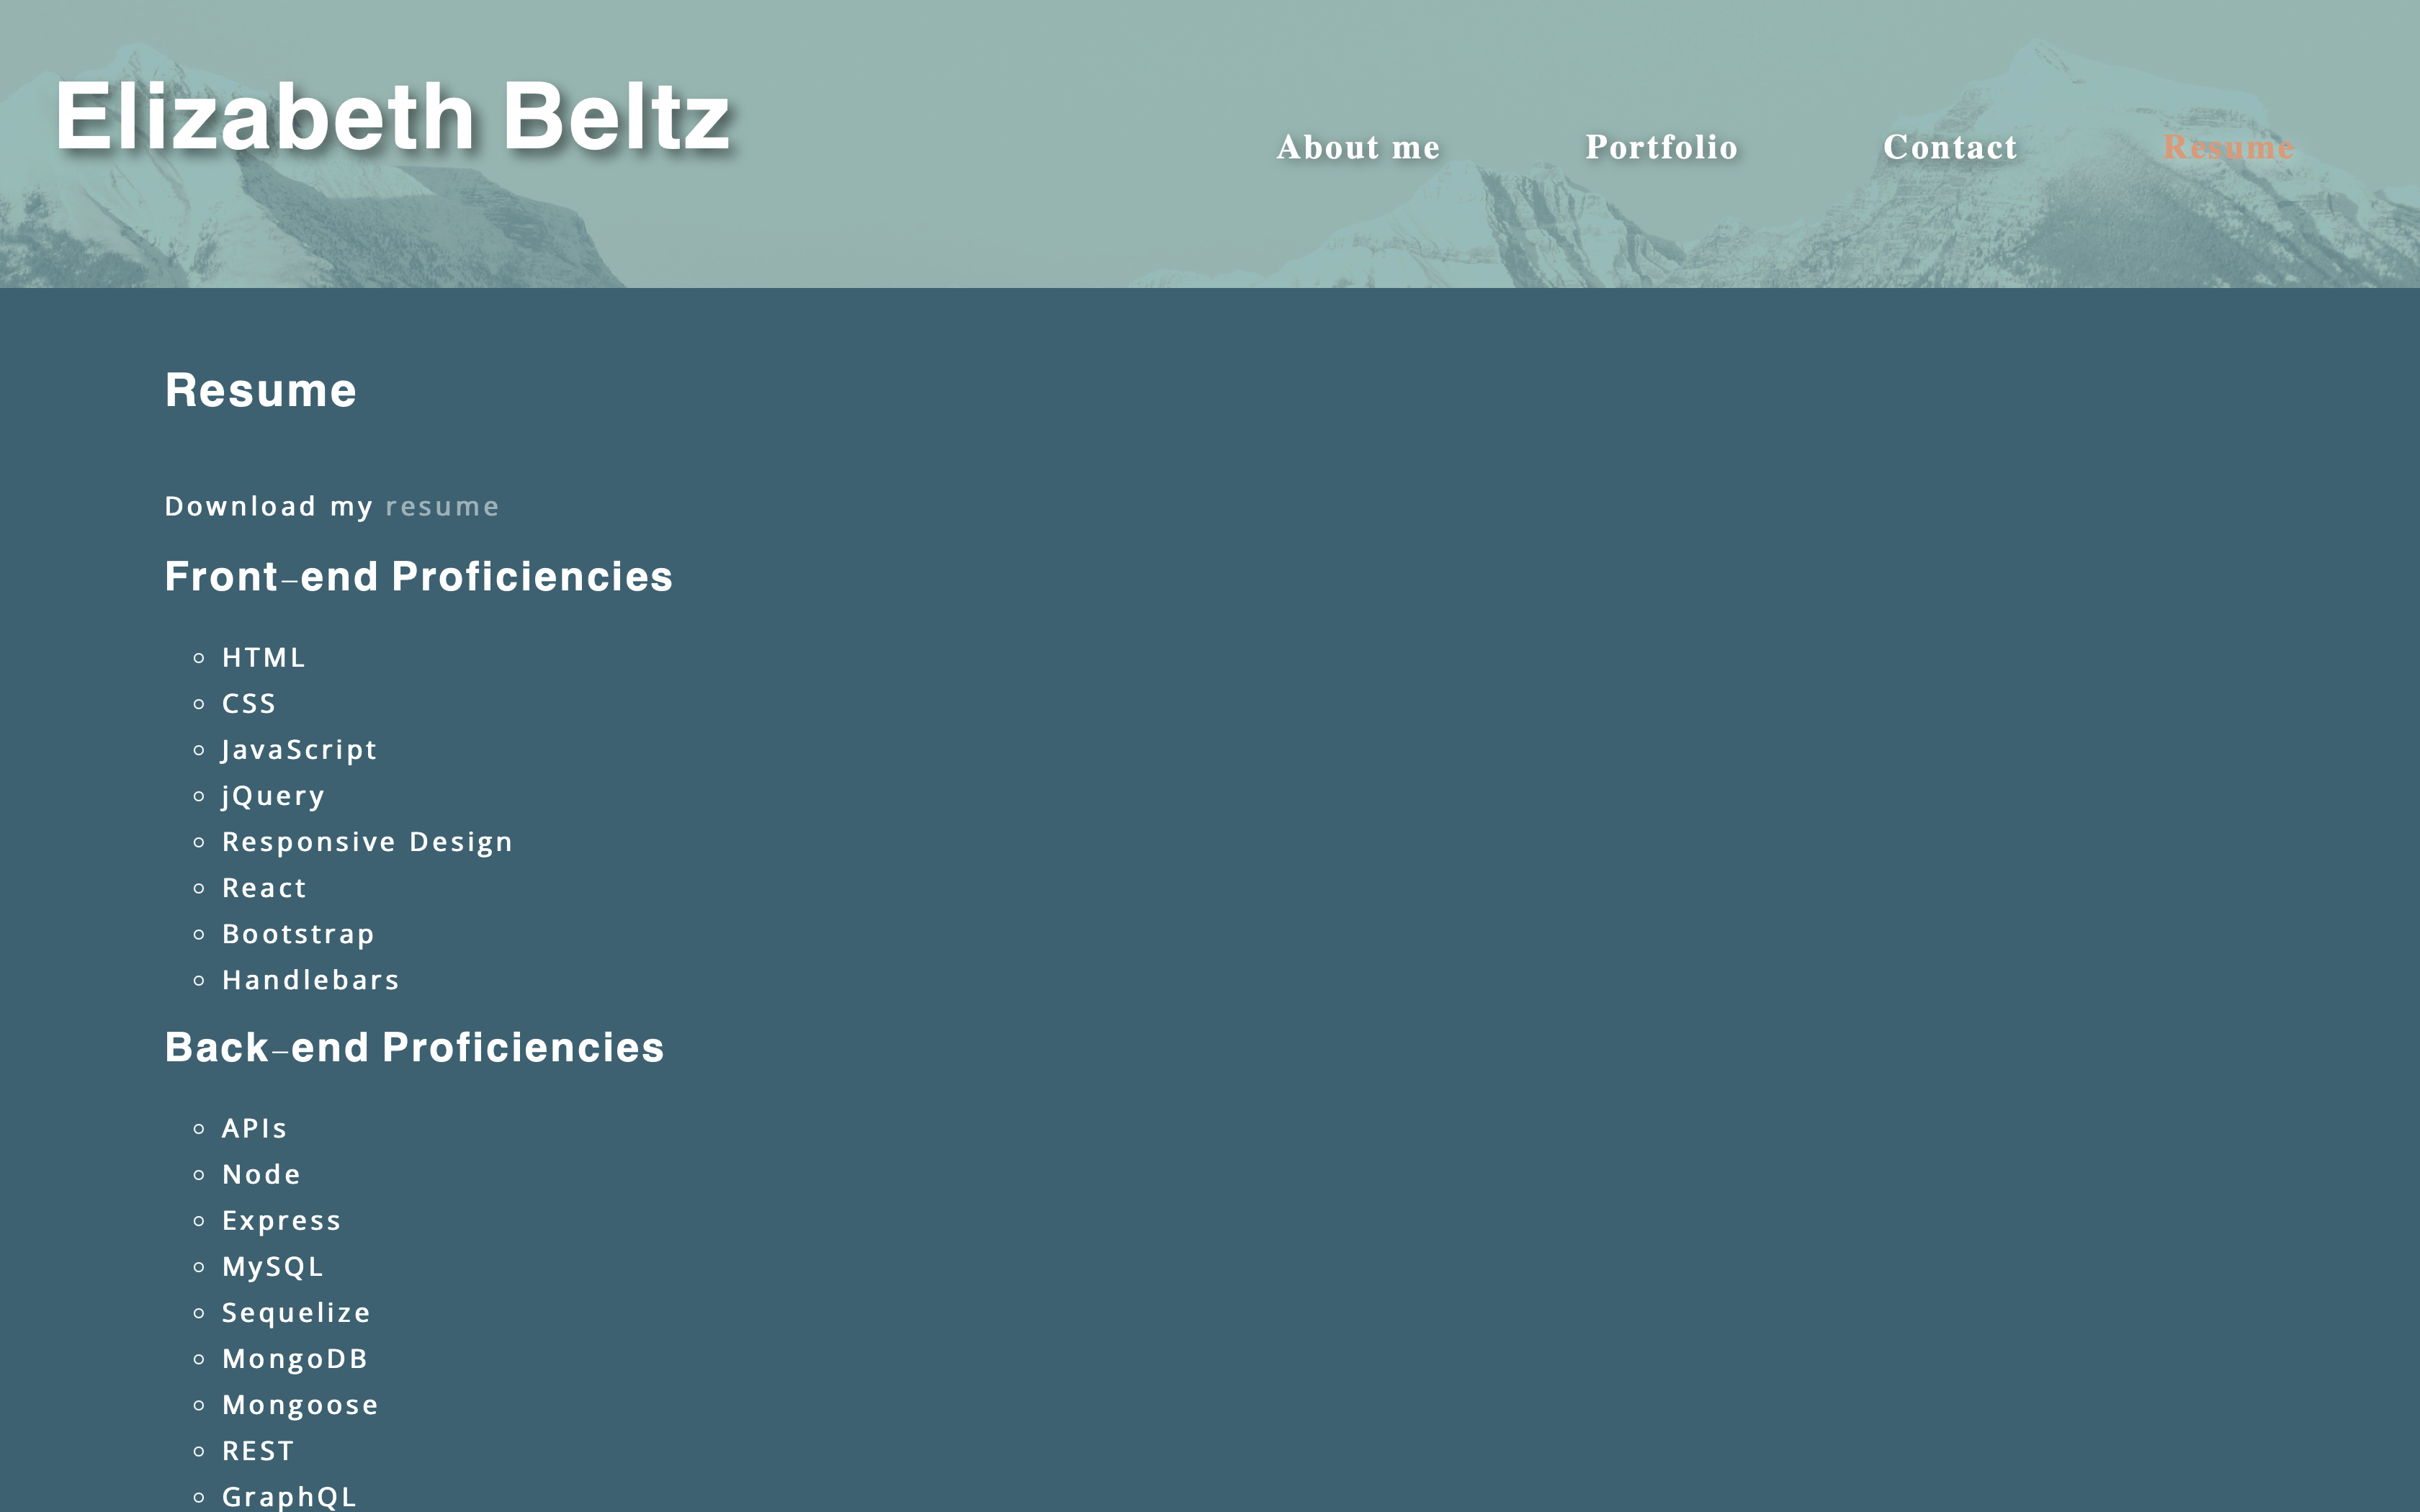 Elizabeth Beltz
About me Portfolio Contact Resume
Resume
Download my resume
Front-end Proficiencies
HTML
CSS
JavaScript
jQuery
Responsive Design
React
Bootstrap
Handlebars
Back-end Proficiencies
APIs
Node
Express
MySQL
Sequelize
MongoDB
Mongoose
REST
GraphQL